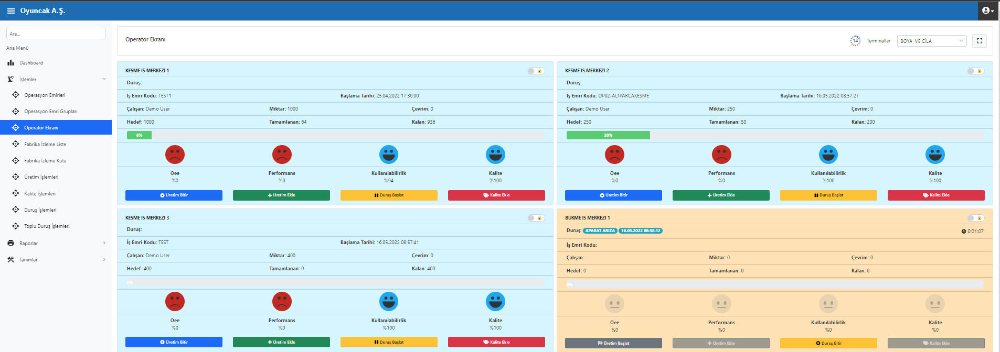 Oyuncak A.Ş.
Ara...
Ana Menü
Dashboard
İşlemler
Operasyon Emirleri
Operasyon Emri Grupları
Operatör Ekranı
Fabrika İzleme Liste
Fabrika İzleme Kutu
Üretim İşlemleri
Kalite İşlemleri
Duruş İşlemleri
Toplu Duruş İşlemleri
Raporlar
Tanımlar
Operator Ekranı
14 Terminaller BOYA VE CİLA
KESME IS MERKEZI 1
Duruş:
İş Emri Kodu: TEST1 Başlama Tarihi: 25.04.2022 17:30:00
Çalışan: Demo User Miktar: 1000 Çevrim: 0
Hedef: 1000 Tamamlanan: 64 Kalan: 936
6%
Oee Performans Kullanılabilirlik Kalite
%0 %0 %94 %100
Üretim Bitir Üretim Ekle Duruş Başlat Kalite Ekle
KESME IS MERKEZI 2
Duruş:
İş Emri Kodu: OP02-ALTPARCAKESME Başlama Tarihi: 16.05.2022 08:57:27
Çalışan: Demo User Miktar: 250 Çevrim: 0
Hedef: 250 Tamamlanan: 50 Kalan: 200
20%
Oee Performans Kullanılabilirlik Kalite
%0 %0 %100 %100
Üretim Bitir Üretim Ekle Duruş Başlat Kalite Ekle
KESME IS MERKEZI 3
Duruş:
İş Emri Kodu: TEST Başlama Tarihi: 16.05.2022 08:57:41
Çalışan: Demo User Miktar: 400 Çevrim: 0
Hedef: 400 Tamamlanan: 0 Kalan: 400
0%
Oee Performans Kullanılabilirlik Kalite
%0 %0 %100 %100
Üretim Bitir Üretim Ekle Duruş Başlat Kalite Ekle
BÜKME IS MERKEZI 1
Duruş: APARAT ARIZA 16.05.2022 08:58:12 0:01:07
İş Emri Kodu:
Çalışan: Miktar: 0 Çevrim: 0
Hedef: 0 Tamamlanan: 0 Kalan: 0
0%
Oee Performans Kullanılabilirlik Kalite
%0 %0 %0 %0
Üretim Başlat Üretim Ekle Duruş Bitir Kalite Ekle